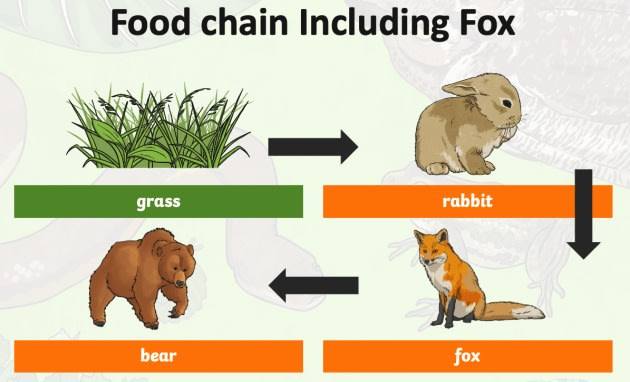 Food chain Including Fox
grass
rabbit
bear
fox